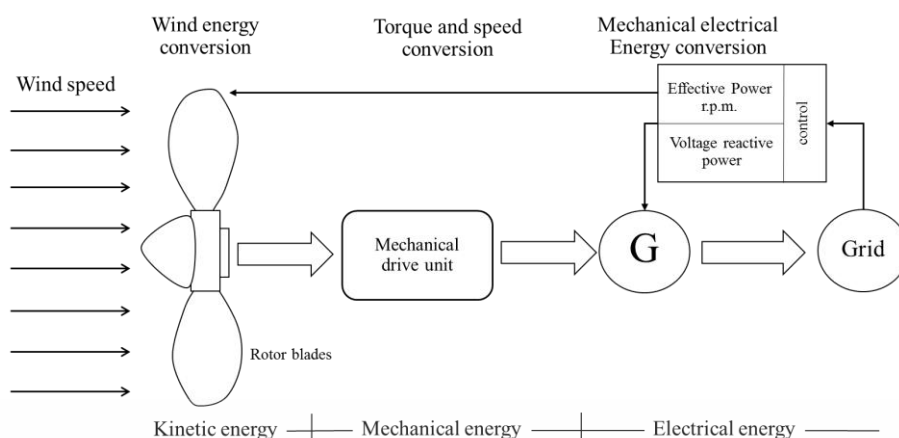 Wind energy
conversion
Torque and speed
conversion
Mechanical electrical
Energy conversion
Wind speed
Effective Power
r.p.m.
Voltage reactive
power
control
Mechanical
drive unit
G
Grid
Rotor blades
Kinetic energy
Mechanical energy
Electrical energy